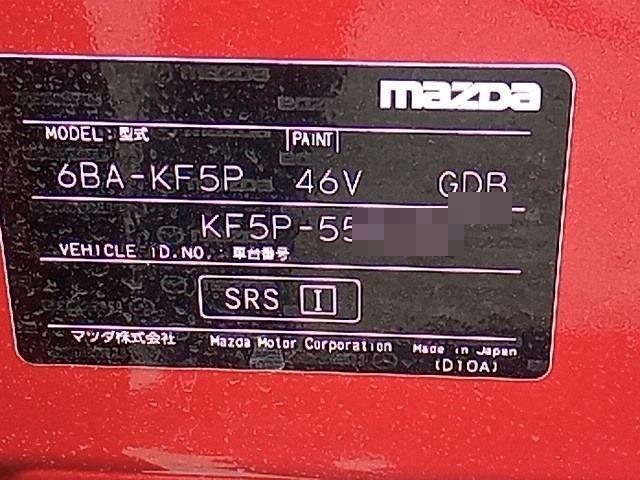 mazda
MODEL:型式 PAINT
6BA-KF5P 46V GDB
KF5P-55
VEHICLE I.D.NO.:車台番号
SRS I
マツダ株式会社 Mazda Motor Corporation Made in Japan
(D10A)